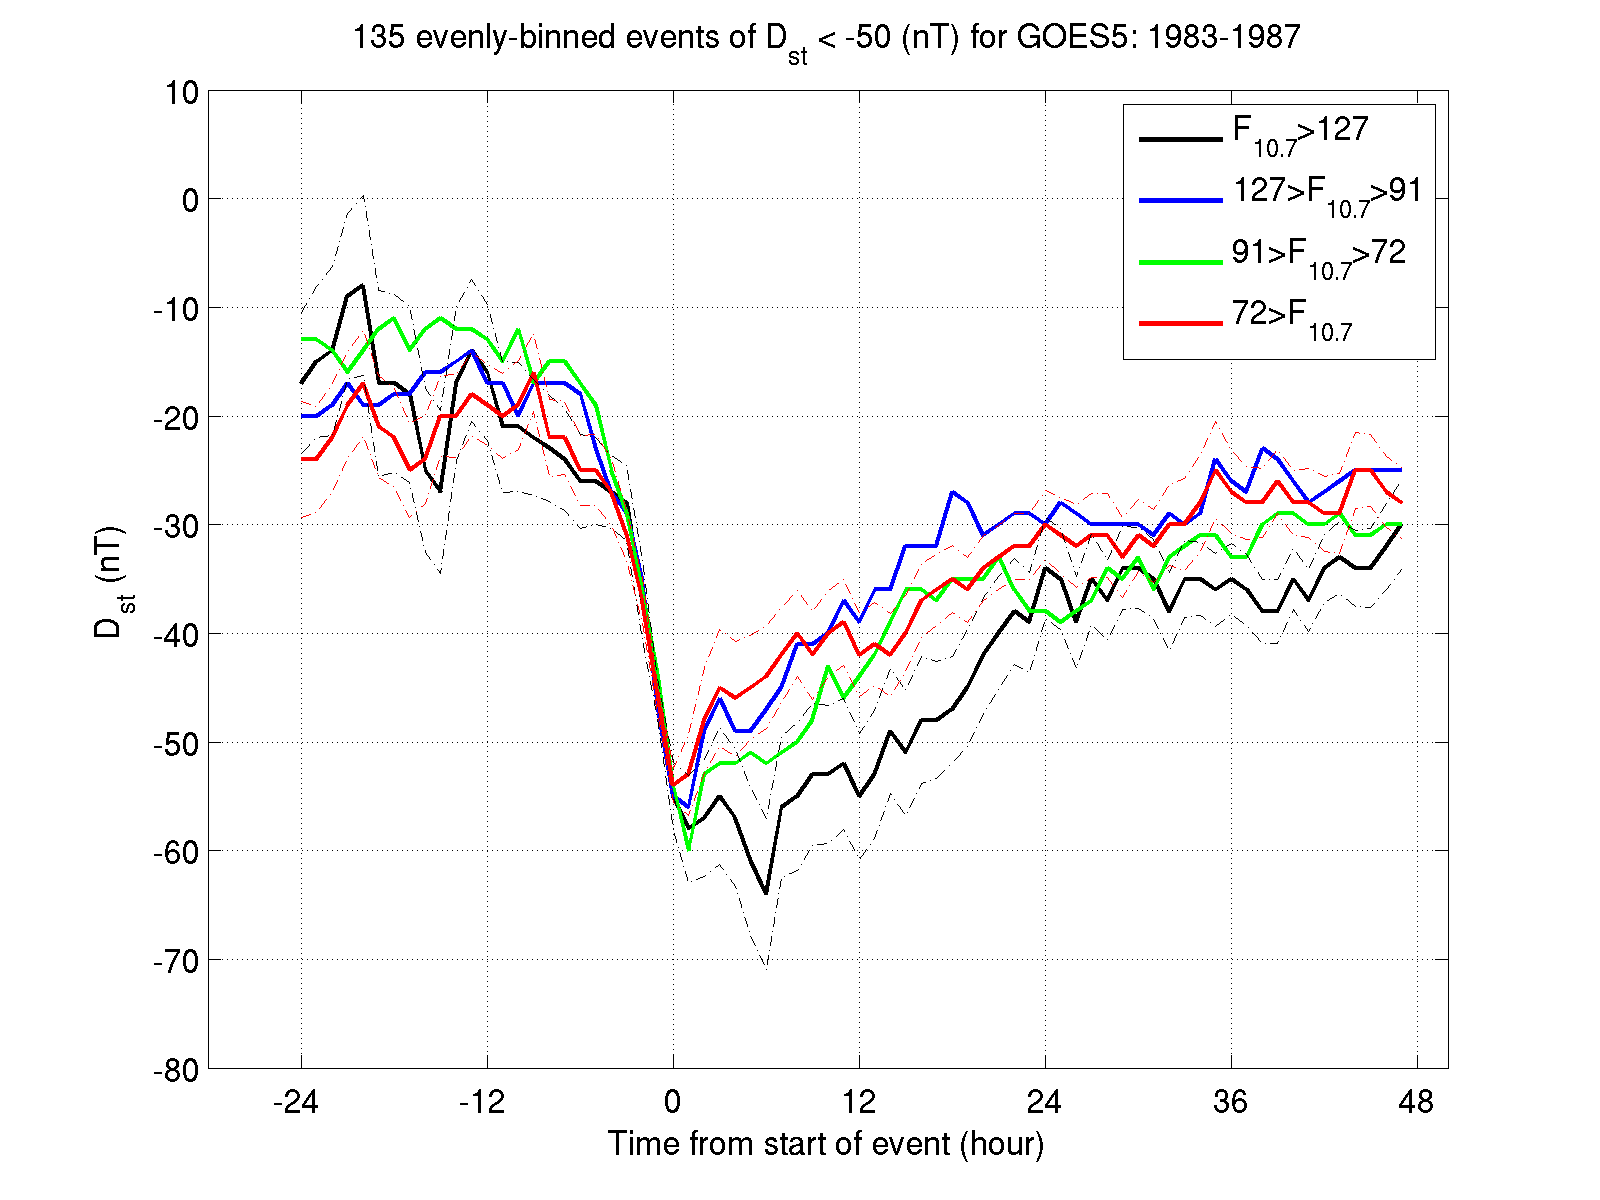 135 evenly-binned events of Dst < -50 (nT) for GOES5: 1983-1987
10
0
-10
-20
-30
-40
-50
-60
-70
-80
Dst (nT)
F10.7>127
127>F10.7>91
91>F10.7>72
72>F10.7
-24 -12 0 12 24 36 48
Time from start of event (hour)